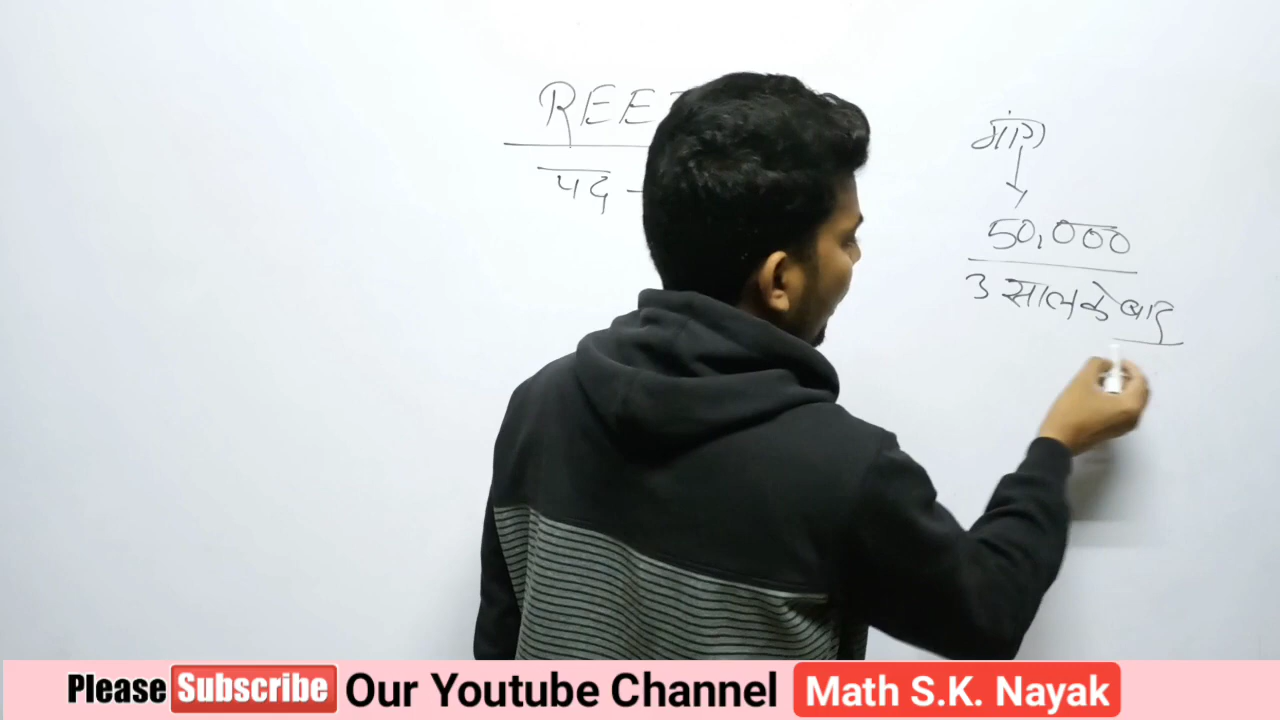 REE
पद -
मांग
50,000
3 साल के बाद
Please Subscribe Our Youtube Channel Math S.K. Nayak